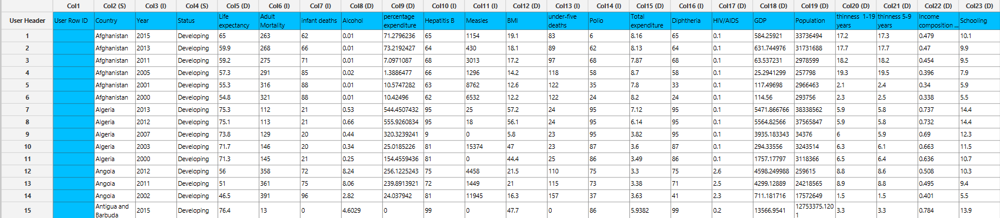 Col1 Col2 (S) Col3 (I) Col4 (S) Col5 (D) Col6 (I) Col7 (I) Col8 (D) Col9 (D) Col10 (I) Col11 (I) Col12 (D) Col13 (I) Col14 (I) Col15 (D) Col16 (I) Col17 (D) Col18 (D) Col19 (D) Col20 (D) Col21 (D) Col22 (D) Col23 (D)
User Header User Row ID Country Year Status Life expectancy Adult Mortality infant deaths Alcohol percentage expenditure Hepatitis B Measles BMI under-five deaths Polio Total expenditure Diphtheria HIV/AIDS GDP Population thinness 1-19 years thinness 5-9 years Income composition ... Schooling
1 Afghanistan 2015 Developing 65 263 62 0.01 71.2796236 65 1154 19.1 83 6 8.16 65 0.1 584.25921 33736494 17.2 17.3 0.479 10.1
2 Afghanistan 2013 Developing 59.9 268 66 0.01 73.2192427 64 430 18.1 89 62 8.13 64 0.1 631.744976 31731688 17.7 17.7 0.47 9.9
3 Afghanistan 2011 Developing 59.2 275 71 0.01 7.0971087 68 3013 17.2 97 68 7.87 68 0.1 63.537231 2978599 18.2 18.2 0.454 9.5
4 Afghanistan 2005 Developing 57.3 291 85 0.02 1.3886477 66 1296 14.2 118 58 8.7 58 0.1 25.2941299 257798 19.3 19.5 0.396 7.9
5 Afghanistan 2001 Developing 55.3 316 88 0.01 10.5747282 63 8762 12.6 122 35 7.8 33 0.1 117.49698 2966463 2.1 2.4 0.34 5.9
6 Afghanistan 2000 Developing 54.8 321 88 0.01 10.42496 62 6532 12.2 122 24 8.2 24 0.1 114.56 293756 2.3 2.5 0.338 5.5
7 Algeria 2013 Developing 75.3 112 21 0.53 544.4507432 95 25 57.2 24 95 7.12 95 0.1 5471.866766 38338562 5.9 5.8 0.737 14.4
8 Algeria 2012 Developing 75.1 113 21 0.66 555.9260834 95 18 56.1 24 95 6.14 95 0.1 5564.82566 37565847 5.9 5.8 0.732 14.4
9 Algeria 2007 Developing 73.8 129 20 0.44 320.3239241 9 0 5.8 23 95 3.82 95 0.1 3935.183343 34376 6 5.9 0.69 12.3
10 Algeria 2003 Developing 71.7 146 20 0.34 25.0185226 81 15374 47 23 87 3.6 87 0.1 294.33556 3243514 6.3 6.1 0.663 11.5
11 Algeria 2000 Developing 71.3 145 21 0.25 154.4559436 81 0 44.4 25 86 3.49 86 0.1 1757.17797 3118366 6.5 6.4 0.636 10.7
12 Angola 2012 Developing 56 358 72 8.24 256.1225243 75 4458 21.5 110 75 3.3 75 2.6 4598.249988 259615 8.8 8.6 0.508 10.3
13 Angola 2011 Developing 51 361 75 8.06 239.8913921 72 1449 21 115 73 3.38 71 2.5 4299.12889 24218565 8.9 8.8 0.495 9.4
14 Angola 2002 Developing 46.5 391 96 2.82 24.037942 81 11945 16.3 157 37 3.63 41 2.3 711.181716 17572649 1.5 1.5 0.401 5.5
15 Antigua and Barbuda 2015 Developing 76.4 13 0 4.6029 0 99 0 47.7 0 86 5.9382 99 0.2 13566.9541 12753375.1201 3.3 3.3 0.784 13.9